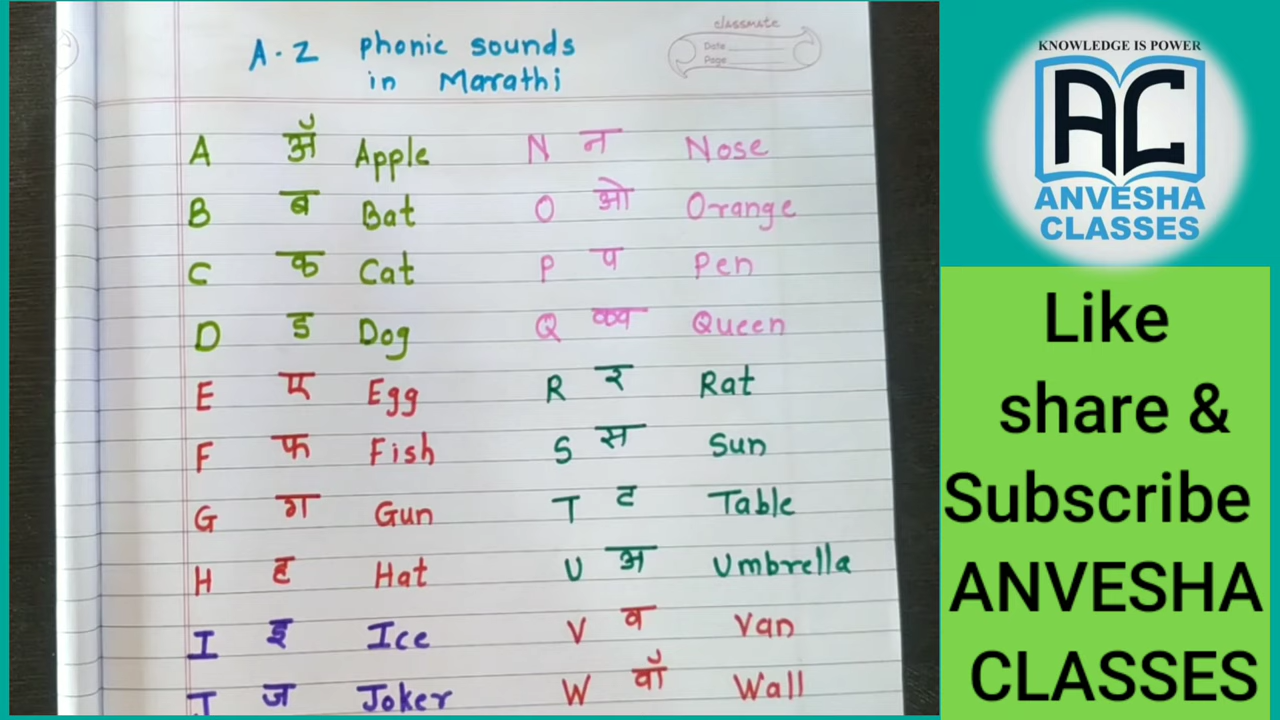 A-Z phonic sounds
in Marathi
classmate
Date
Page
A अॅ Apple
B ब Bat
C क Cat
D ड Dog
E ए Egg
F फ Fish
G ग Gun
H ह Hat
I इ Ice
J ज Joker
N न Nose
O ओ Orange
P प Pen
Q क्व Queen
R र Rat
S स Sun
T ट Table
U अ Umbrella
V व Van
W वॉ Wall
KNOWLEDGE IS POWER
AC
ANVESHA
CLASSES
Like
share &
Subscribe
ANVESHA
CLASSES